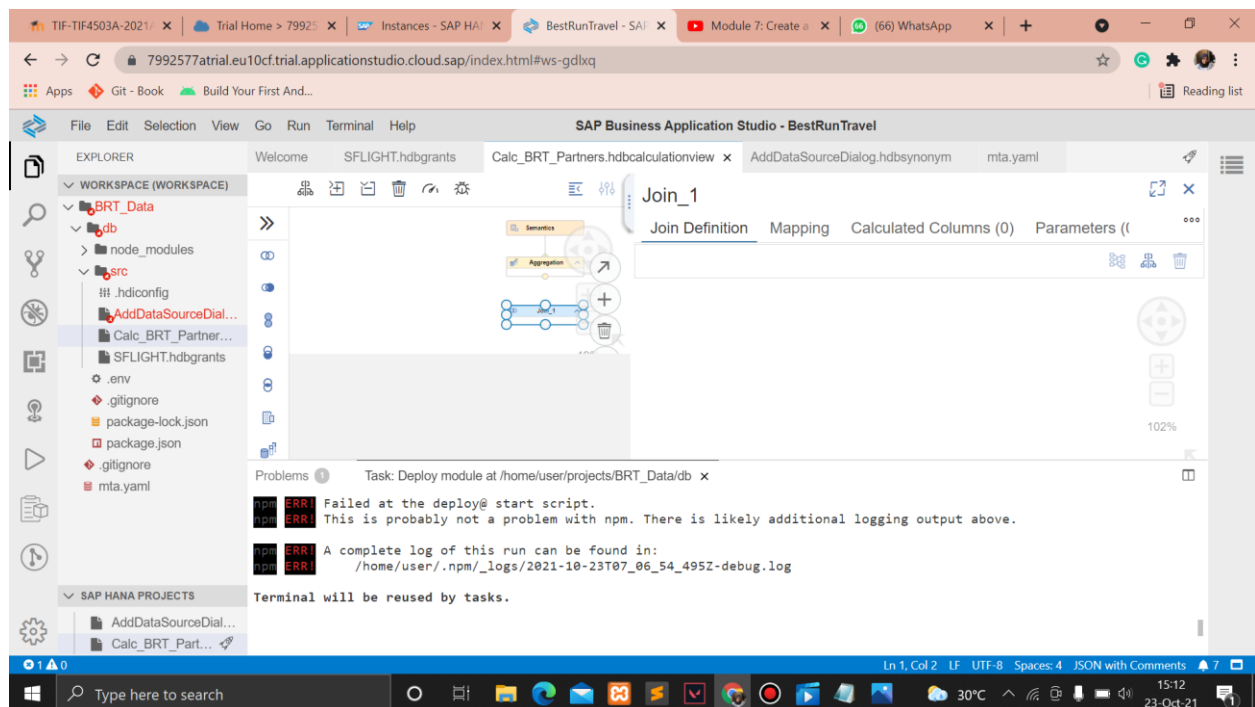 TIF-TIF4503A-2021/
Trial Home > 79925
Instances - SAP HAN
BestRunTravel - SAP
Module 7: Create a
(66) WhatsApp
7992577atrial.eu10cf.trial.applicationstudio.cloud.sap/index.html#ws-gdlxq
Apps Git - Book Build Your First And... Reading list
File Edit Selection View Go Run Terminal Help SAP Business Application Studio - BestRunTravel
EXPLORER
Welcome SFLIGHT.hdbgrants Calc_BRT_Partners.hdbcalculationview AddDataSourceDialog.hdbsynonym mta.yaml
WORKSPACE (WORKSPACE)
BRT_Data
db
node_modules
src
.hdiconfig
AddDataSourceDial...
Calc_BRT_Partner...
SFLIGHT.hdbgrants
.env
.gitignore
package-lock.json
package.json
.gitignore
mta.yaml
SAP HANA PROJECTS
AddDataSourceDial...
Calc_BRT_Part...
Semantics
Aggregation
Join_1
Join_1
Join Definition Mapping Calculated Columns (0) Parameters ((
102%
Problems 1 Task: Deploy module at /home/user/projects/BRT_Data/db
npm ERR! Failed at the deploy@ start script.
npm ERR! This is probably not a problem with npm. There is likely additional logging output above.
npm ERR! A complete log of this run can be found in:
npm ERR! /home/user/.npm/_logs/2021-10-23T07_06_54_495Z-debug.log
Terminal will be reused by tasks.
1 0 Ln 1, Col 2 LF UTF-8 Spaces: 4 JSON with Comments 7
Type here to search
30°C
15:12
23-Oct-21